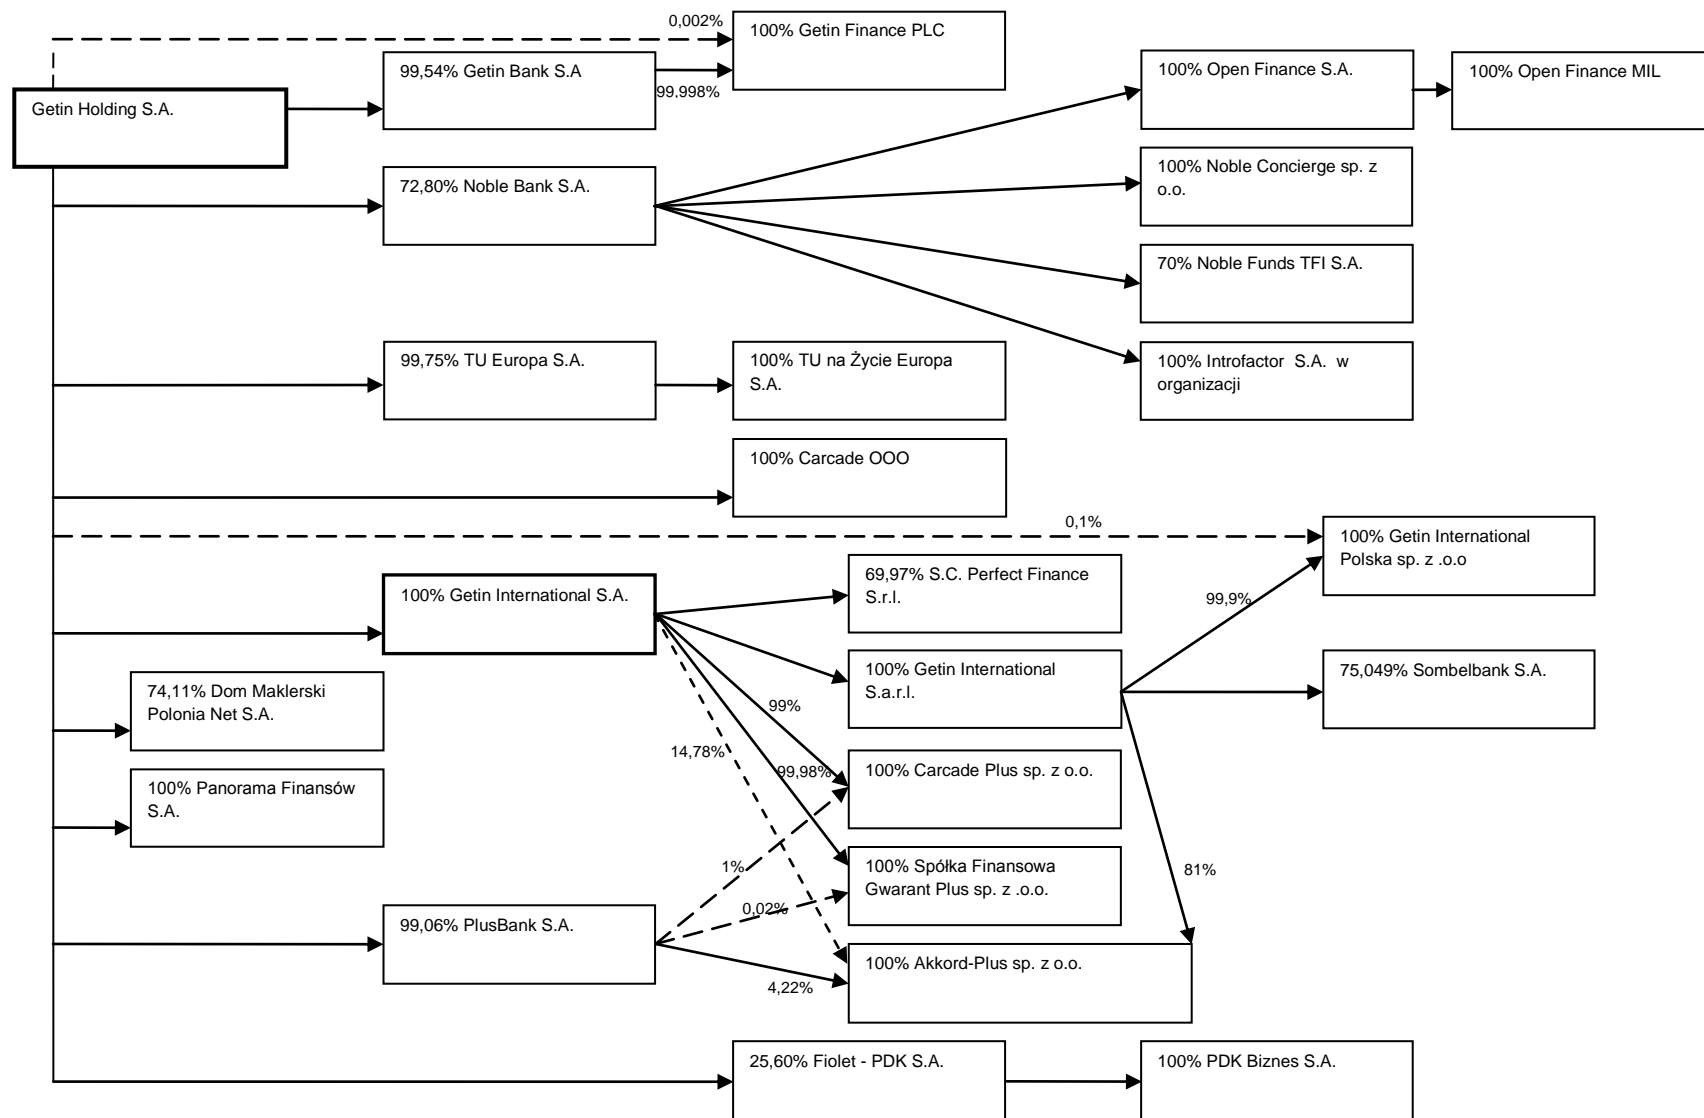 0,002%
100% Getin Finance PLC
99,54% Getin Bank S.A
99,998%
100% Open Finance S.A.
100% Open Finance MIL
Getin Holding S.A.
72,80% Noble Bank S.A.
100% Noble Concierge sp. z
o.o.
70% Noble Funds TFI S.A.
99,75% TU Europa S.A.
100% TU na Życie Europa
S.A.
100% Introfactor S.A. w
organizacji
100% Carcade OOO
0,1%
100% Getin International
Polska sp. z .o.o
100% Getin International S.A.
69,97% S.C. Perfect Finance
S.r.l.
99,9%
100% Getin International
S.a.r.l.
75,049% Sombelbank S.A.
74,11% Dom Maklerski
Polonia Net S.A.
99%
14,78%
99,98%
100% Carcade Plus sp. z o.o.
100% Panorama Finansów
S.A.
1%
100% Spółka Finansowa
Gwarant Plus sp. z .o.o.
81%
0,02%
99,06% PlusBank S.A.
100% Akkord-Plus sp. z o.o.
4,22%
25,60% Fiolet - PDK S.A.
100% PDK Biznes S.A.